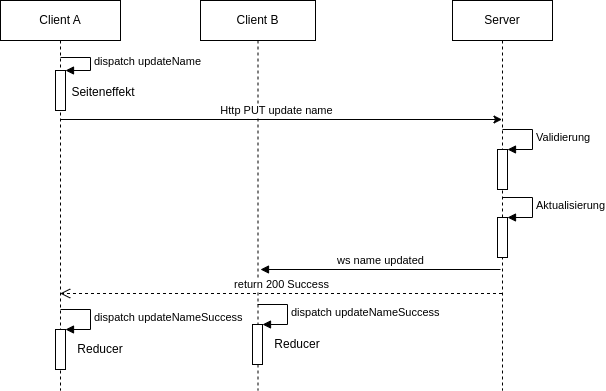 Client A
Client B
Server
dispatch updateName
Seiteneffekt
Http PUT update name
Validierung
Aktualisierung
ws name updated
return 200 Success
dispatch updateNameSuccess
dispatch updateNameSuccess
Reducer
Reducer